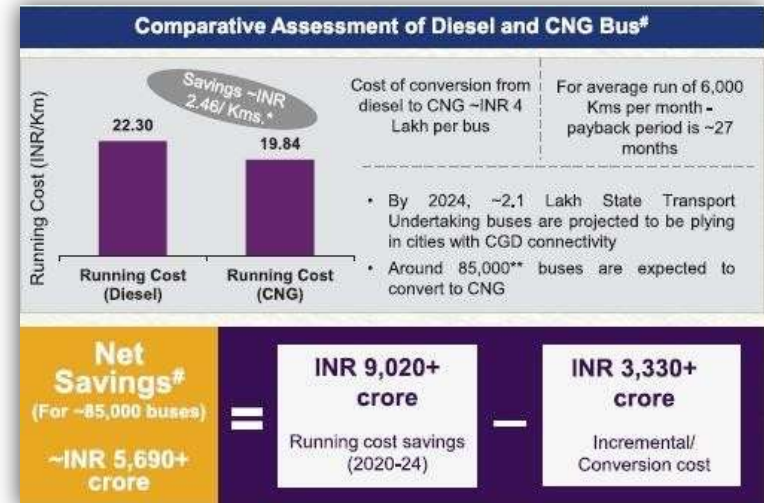 Comparative Assessment of Diesel and CNG Bus#
Running Cost (INR/Km)
Savings ~INR
2.46/ Kms.*
22.30
19.84
Running Cost
(Diesel)
Running Cost
(CNG)
Cost of conversion from
diesel to CNG ~INR 4
Lakh per bus
For average run of 6,000
Kms per month -
payback period is ~27
months
• By 2024, ~2.1 Lakh State Transport
Undertaking buses are projected to be plying
in cities with CGD connectivity
• Around 85,000** buses are expected to
convert to CNG
Net
Savings#
(For ~85,000 buses)
~INR 5,690+
crore
=
INR 9,020+
crore
Running cost savings
(2020-24)
–
INR 3,330+
crore
Incremental/
Conversion cost